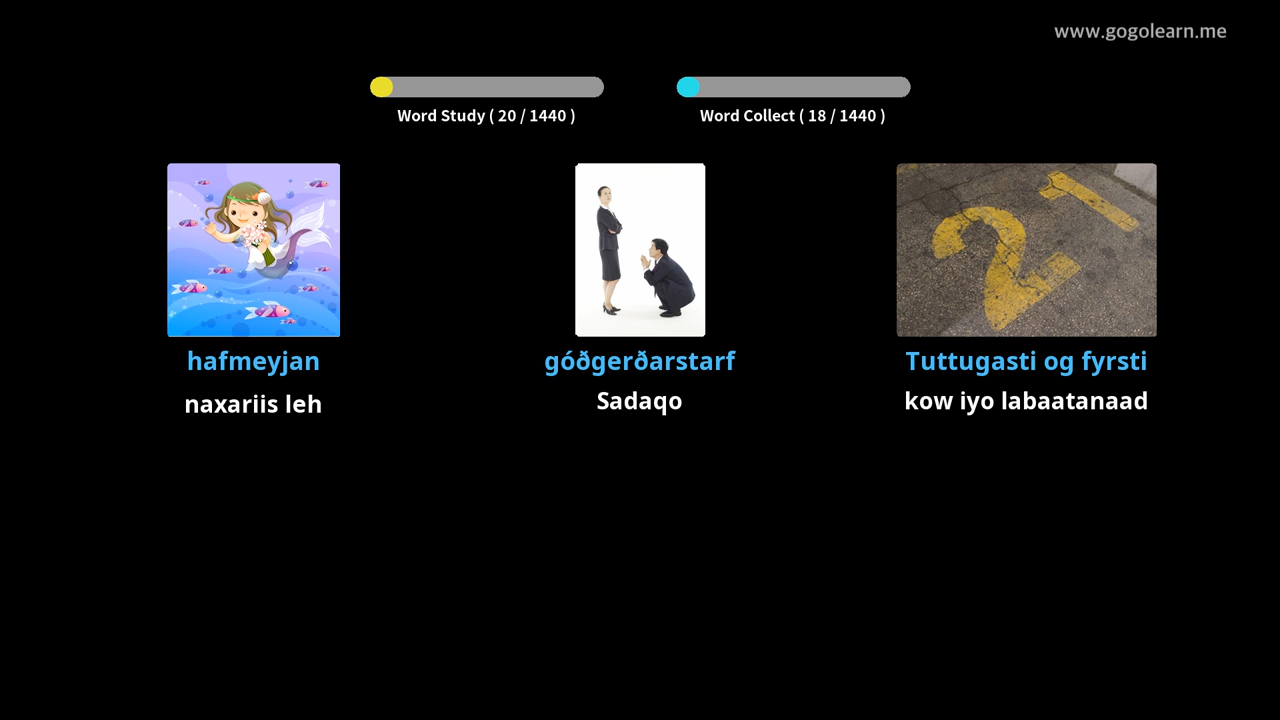 www.gogolearn.me
Word Study ( 20 / 1440 )
Word Collect ( 18 / 1440 )
21
hafmeyjan
góðgerðarstarf
Tuttugasti og fyrsti
naxariis leh
Sadaqo
kow iyo labaatanaad